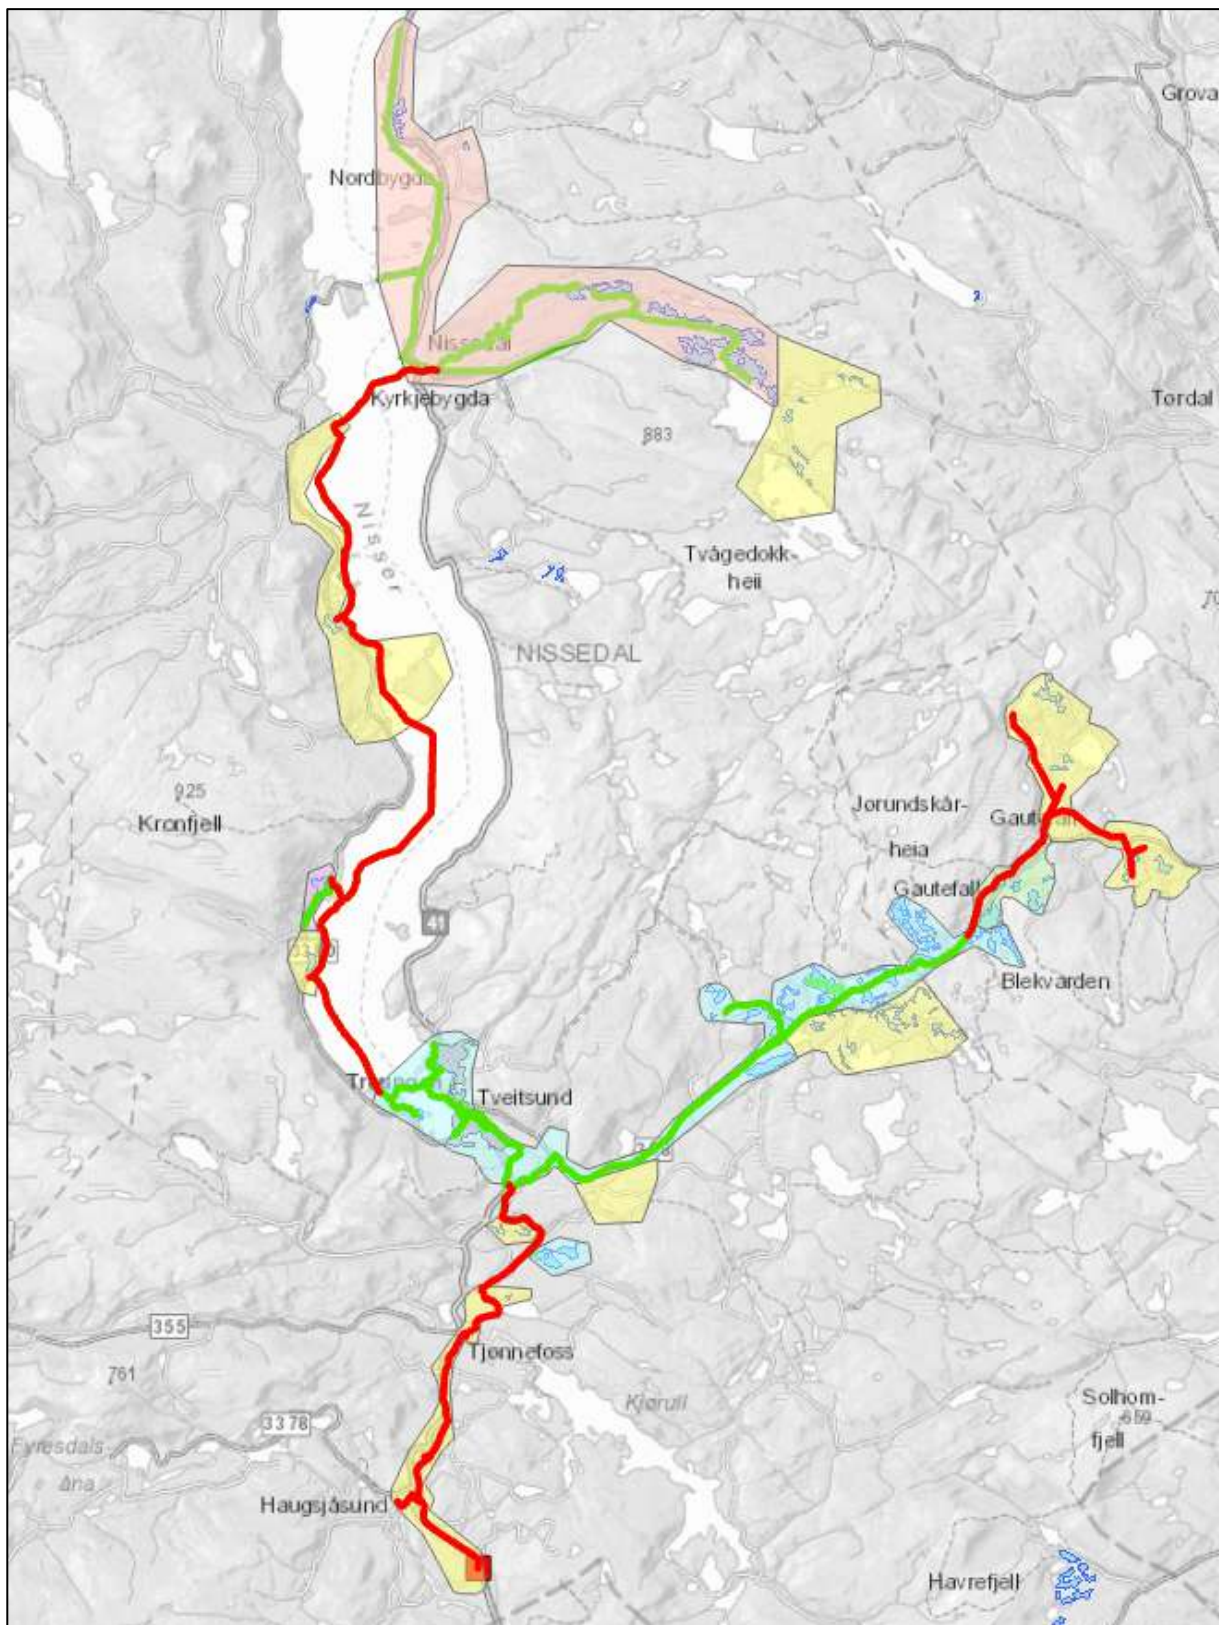 Grova
Nordbygda
Nissedal
Kyrkjebygda
Tørdal
883
Nisser
Tvågedokk-
heii
NISSEDAL
925
Kronfjell
Jørundskår-
heia
Gautefall
41
Blekvarden
Tveitsund
355
Tjønnefoss
761
Kjørull
Solhom-
659
fjell
3378
Fyresdals
åna
Haugsjåsund
Havrefjell